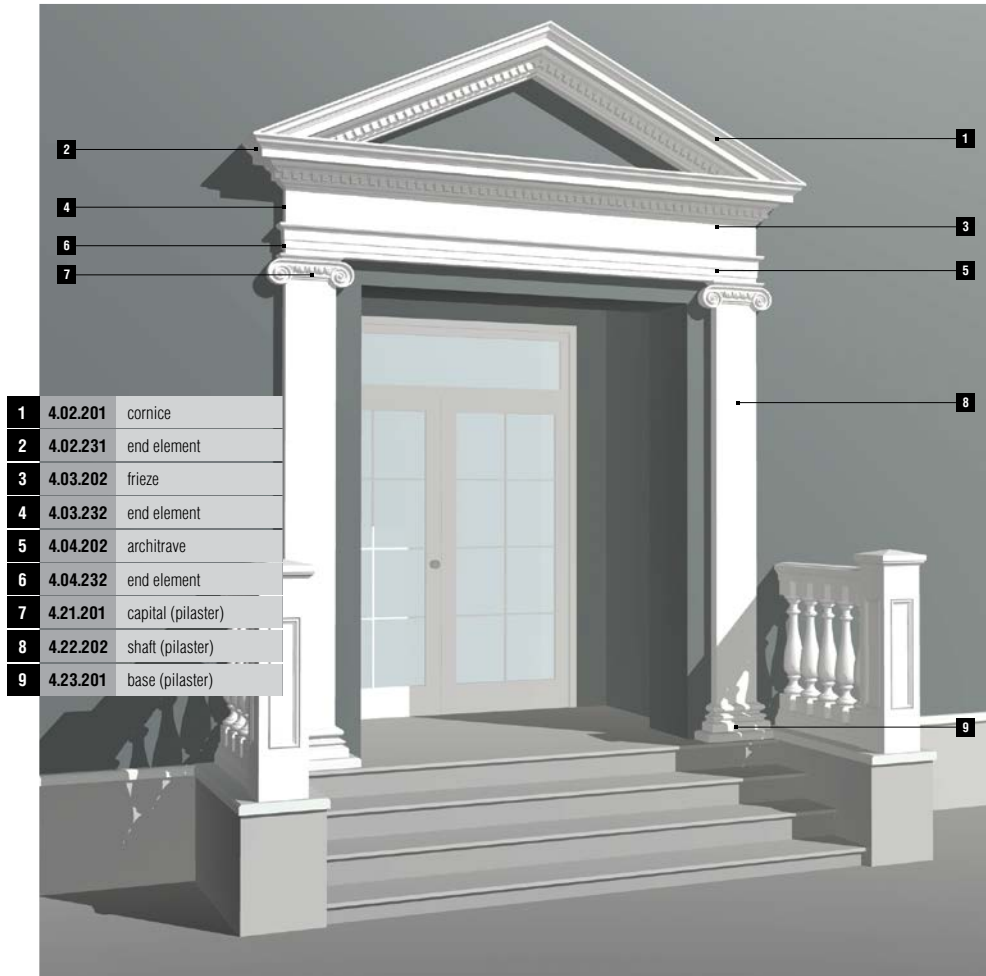 1
2
4
3
6
7
5
8
1 4.02.201 cornice
2 4.02.231 end element
3 4.03.202 frieze
4 4.03.232 end element
5 4.04.202 architrave
6 4.04.232 end element
7 4.21.201 capital (pilaster)
8 4.22.202 shaft (pilaster)
9 4.23.201 base (pilaster)
9